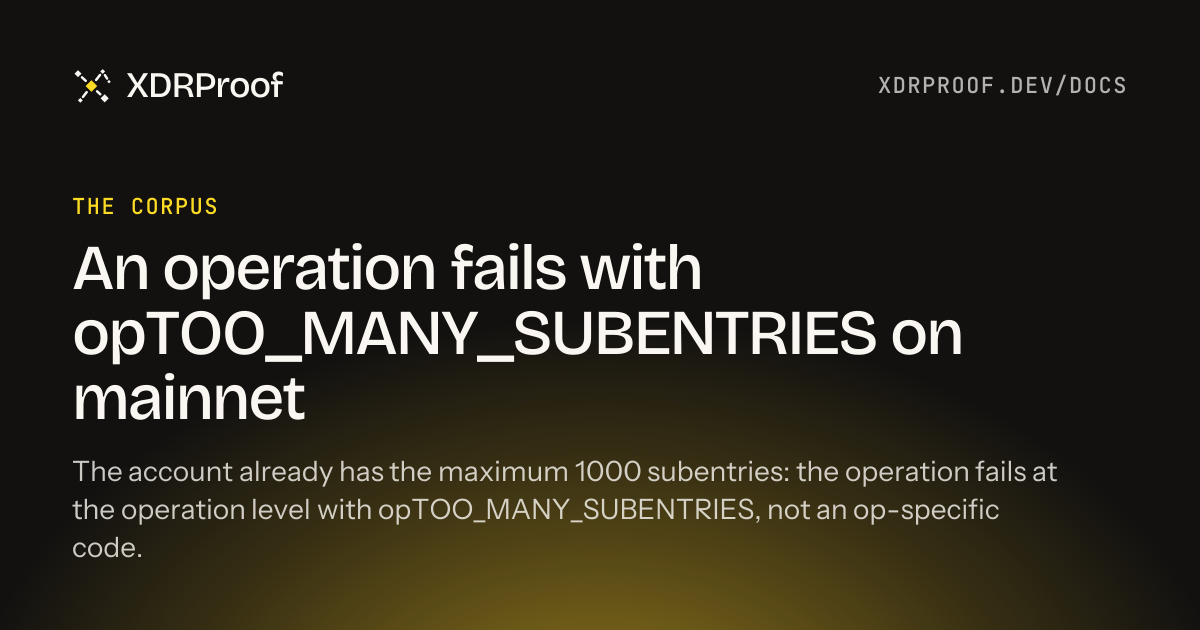 XDRProof
XDRPROOF.DEV/DOCS
THE CORPUS
An operation fails with
opTOO_MANY_SUBENTRIES on
mainnet
The account already has the maximum 1000 subentries: the operation fails at
the operation level with opTOO_MANY_SUBENTRIES, not an op-specific
code.